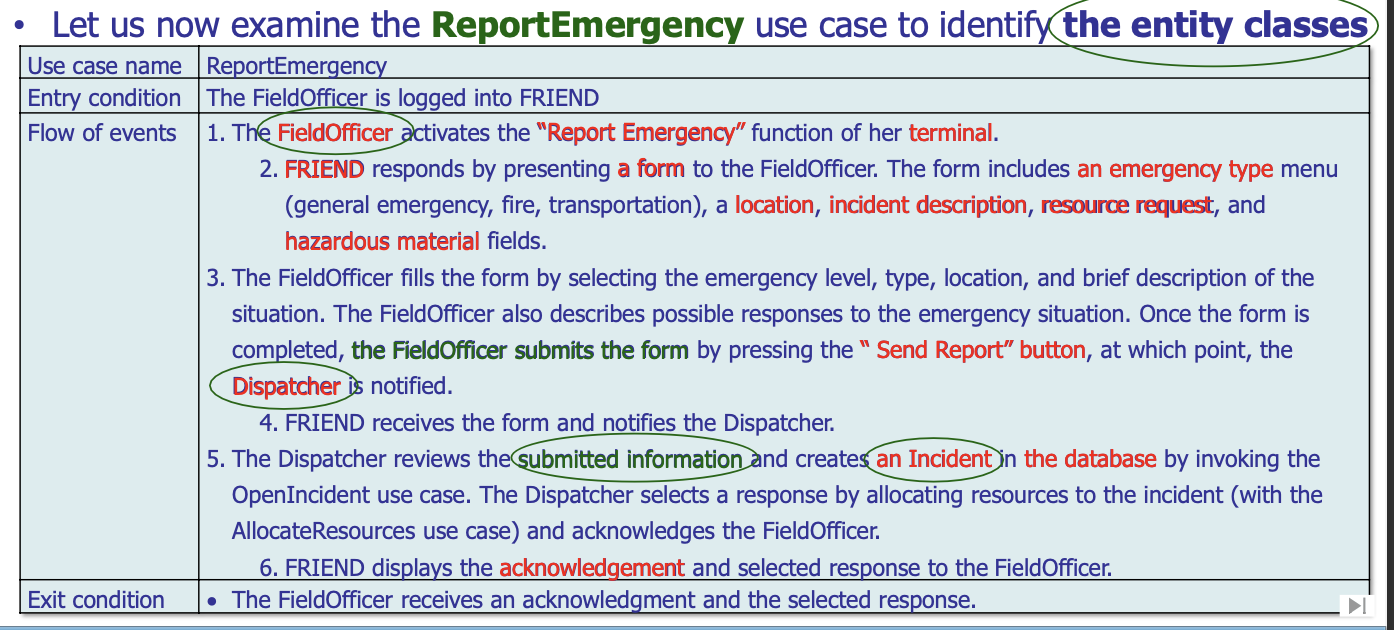 • Let us now examine the ReportEmergency use case to identify the entity classes
Use case name ReportEmergency
Entry condition The FieldOfficer is logged into FRIEND
Flow of events 1. The FieldOfficer activates the “Report Emergency” function of her terminal.
2. FRIEND responds by presenting a form to the FieldOfficer. The form includes an emergency type menu
(general emergency, fire, transportation), a location, incident description, resource request, and
hazardous material fields.
3. The FieldOfficer fills the form by selecting the emergency level, type, location, and brief description of the
situation. The FieldOfficer also describes possible responses to the emergency situation. Once the form is
completed, the FieldOfficer submits the form by pressing the “ Send Report” button, at which point, the
Dispatcher is notified.
4. FRIEND receives the form and notifies the Dispatcher.
5. The Dispatcher reviews the submitted information and creates an Incident in the database by invoking the
OpenIncident use case. The Dispatcher selects a response by allocating resources to the incident (with the
AllocateResources use case) and acknowledges the FieldOfficer.
6. FRIEND displays the acknowledgement and selected response to the FieldOfficer.
Exit condition • The FieldOfficer receives an acknowledgment and the selected response.